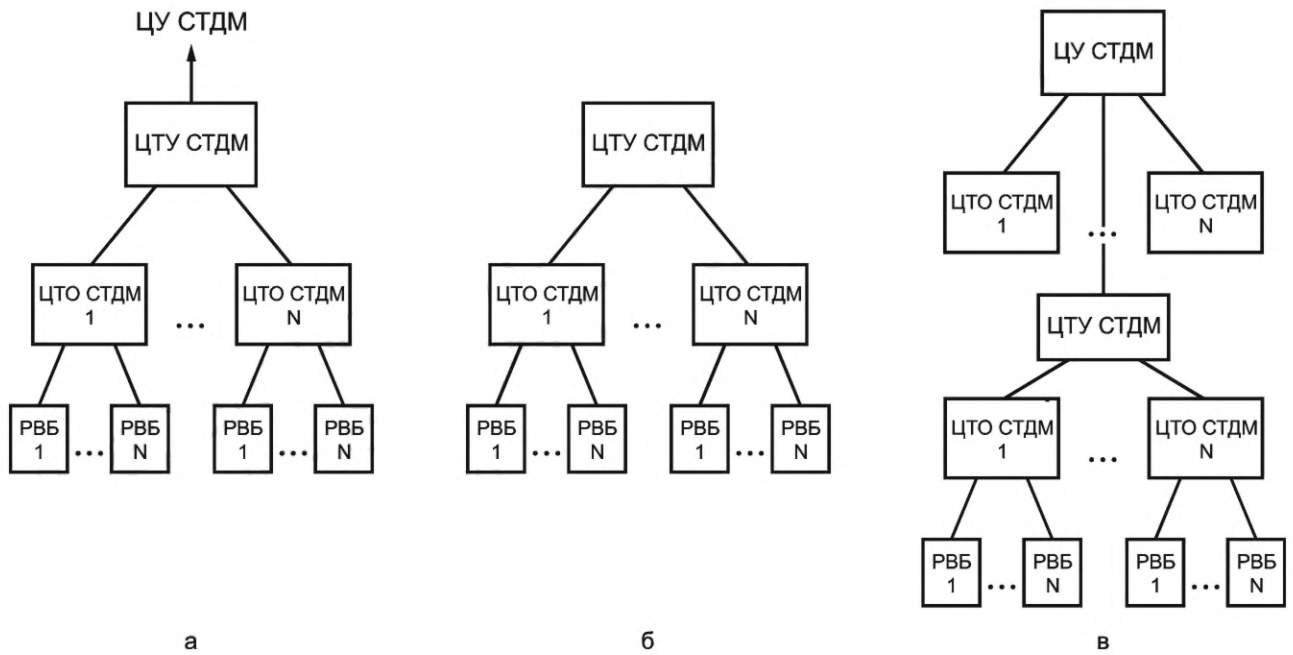 ЦУ СТДМ
ЦТУ СТДМ
ЦТО СТДМ
1
...
ЦТО СТДМ
N
РВБ
1
...
РВБ
N
РВБ
1
...
РВБ
N
а
ЦТУ СТДМ
ЦТО СТДМ
1
...
ЦТО СТДМ
N
РВБ
1
...
РВБ
N
РВБ
1
...
РВБ
N
б
ЦУ СТДМ
ЦТО СТДМ
1
...
ЦТО СТДМ
N
ЦТУ СТДМ
ЦТО СТДМ
1
...
ЦТО СТДМ
N
РВБ
1
...
РВБ
N
РВБ
1
...
РВБ
N
в